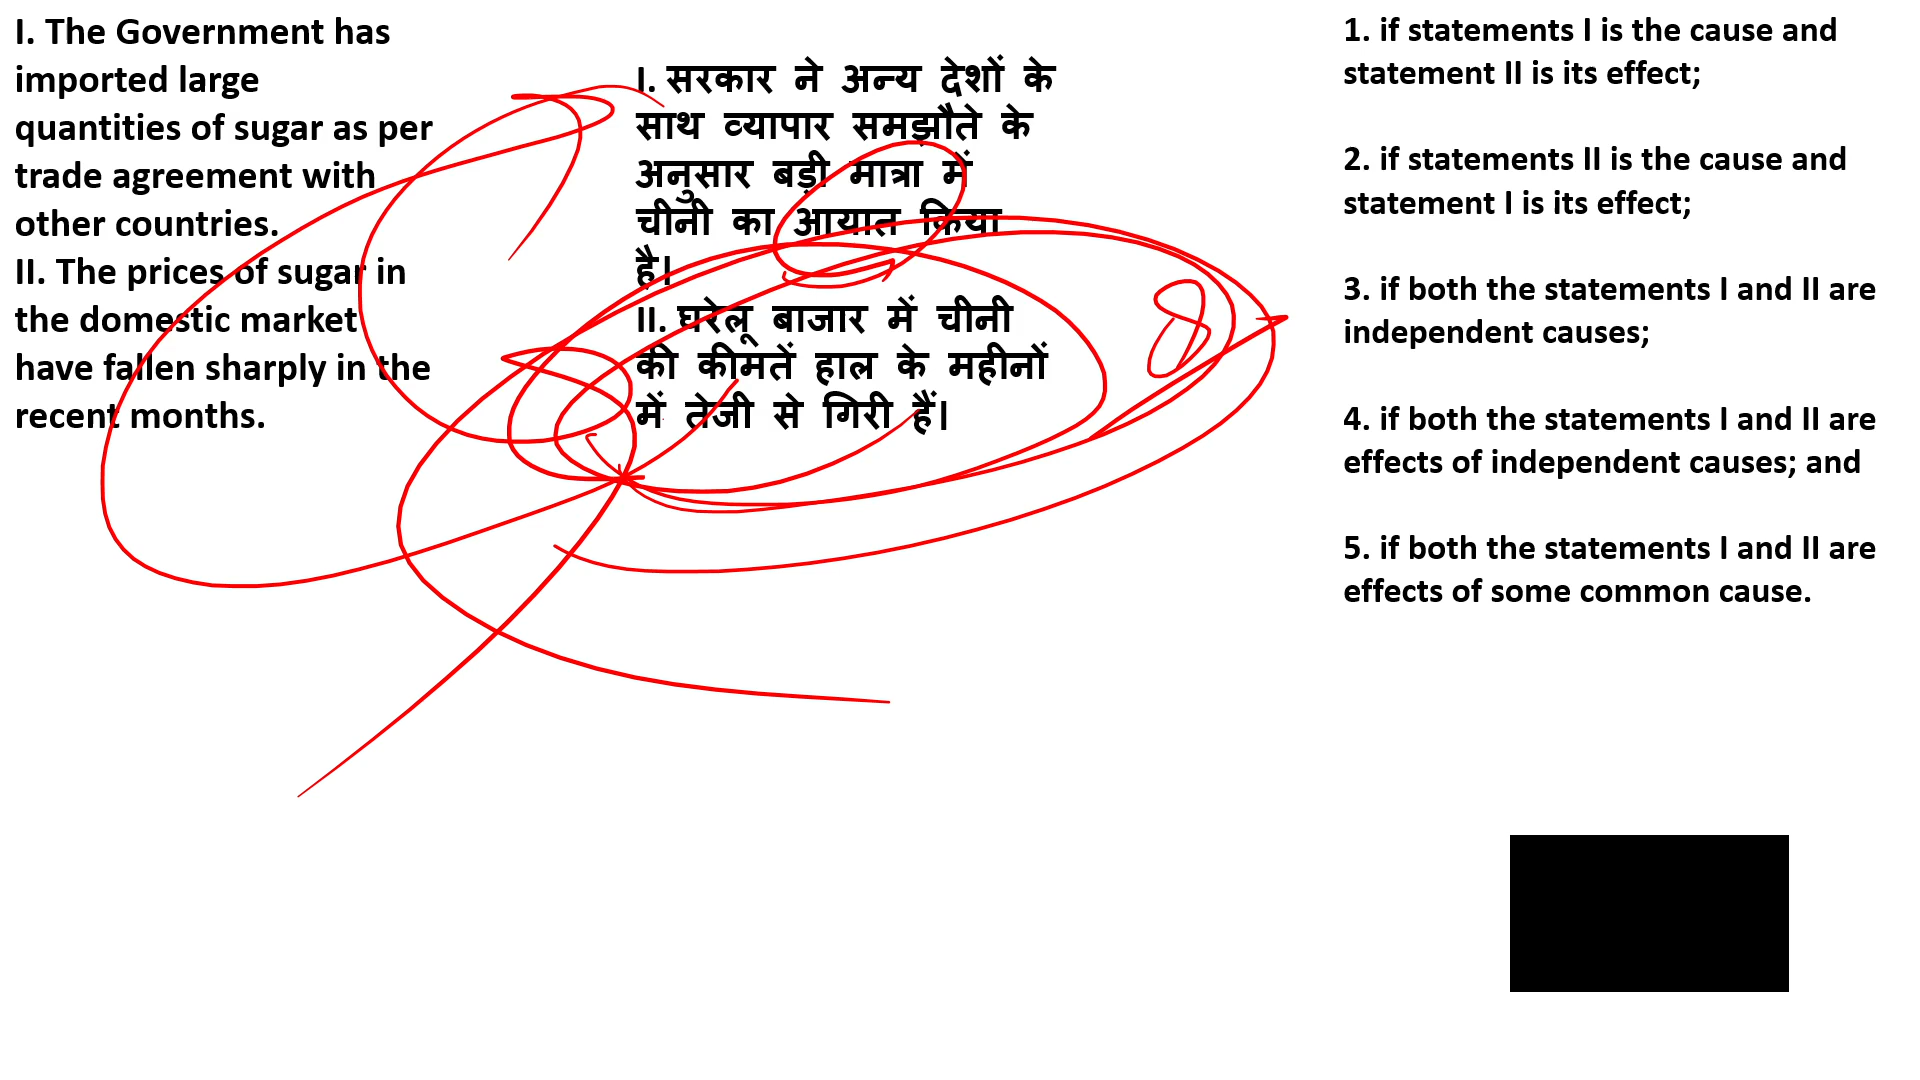 I. The Government has
imported large
quantities of sugar as per
trade agreement with
other countries.
II. The prices of sugar in
the domestic market
have fallen sharply in the
recent months.
I. सरकार ने अन्य देशों के
साथ व्यापार समझौते के
अनुसार बड़ी मात्रा में
चीनी का आयात किया
है।
II. घरेलू बाजार में चीनी
की कीमतें हाल के महीनों
में तेजी से गिरी हैं।
1. if statements I is the cause and
statement II is its effect;
2. if statements II is the cause and
statement I is its effect;
3. if both the statements I and II are
independent causes;
4. if both the statements I and II are
effects of independent causes; and
5. if both the statements I and II are
effects of some common cause.